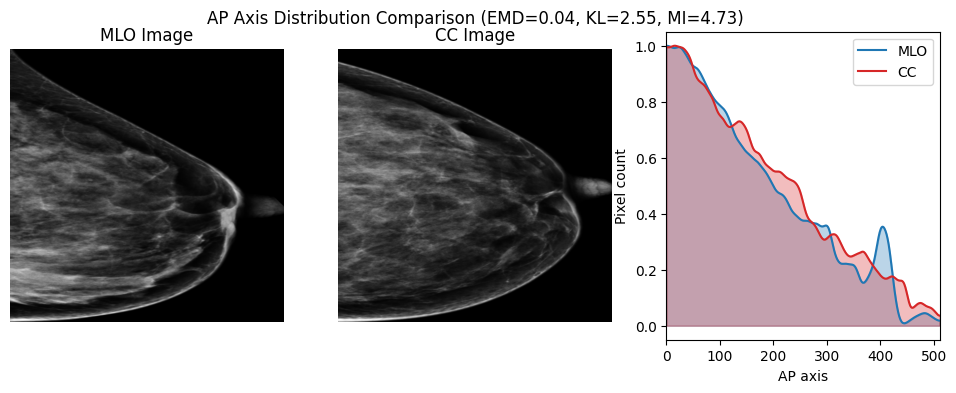 AP Axis Distribution Comparison (EMD=0.04, KL=2.55, MI=4.73)
MLO Image
CC Image
MLO
CC
Pixel count
1.0
0.8
0.6
0.4
0.2
0.0
0 100 200 300 400 500
AP axis